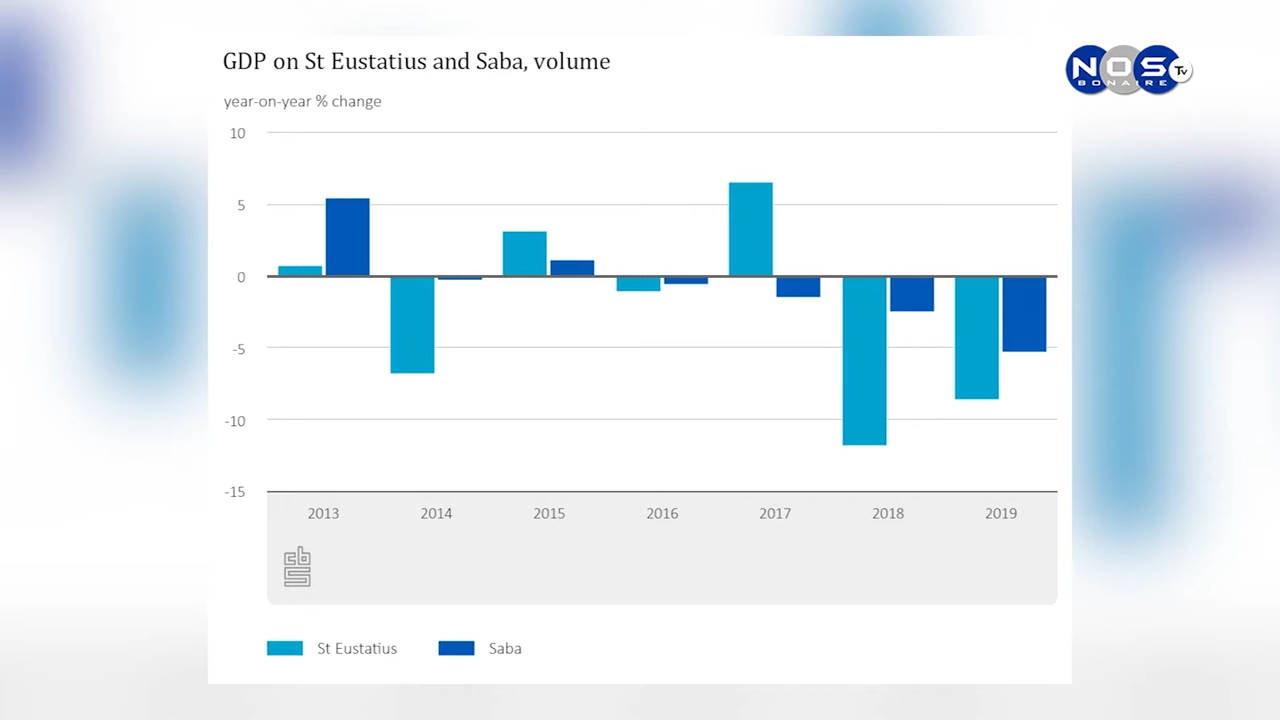 GDP on St Eustatius and Saba, volume
year-on-year % change
NOS Tv
BONAIRE
10
5
0
-5
-10
-15
2013 2014 2015 2016 2017 2018 2019
cbs
St Eustatius Saba